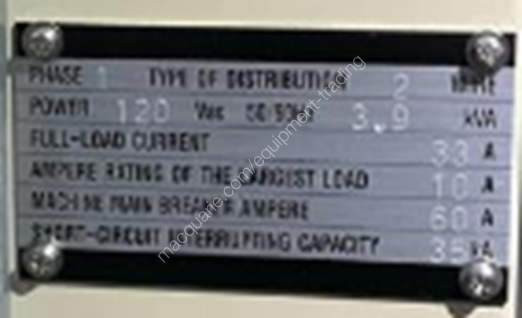 PHASE 1 TYPE OF DISTRIBUTION 2 WIRE
POWER 120 Vac 50/60Hz 3.9 kVA
FULL-LOAD CURRENT 33 A
AMPERE RATING OF THE LARGEST LOAD 10 A
MACHINE MAIN BREAKER AMPERE 60 A
SHORT-CIRCUIT INTERRUPTING CAPACITY 35 kA
macquarie.com/equipment-trading